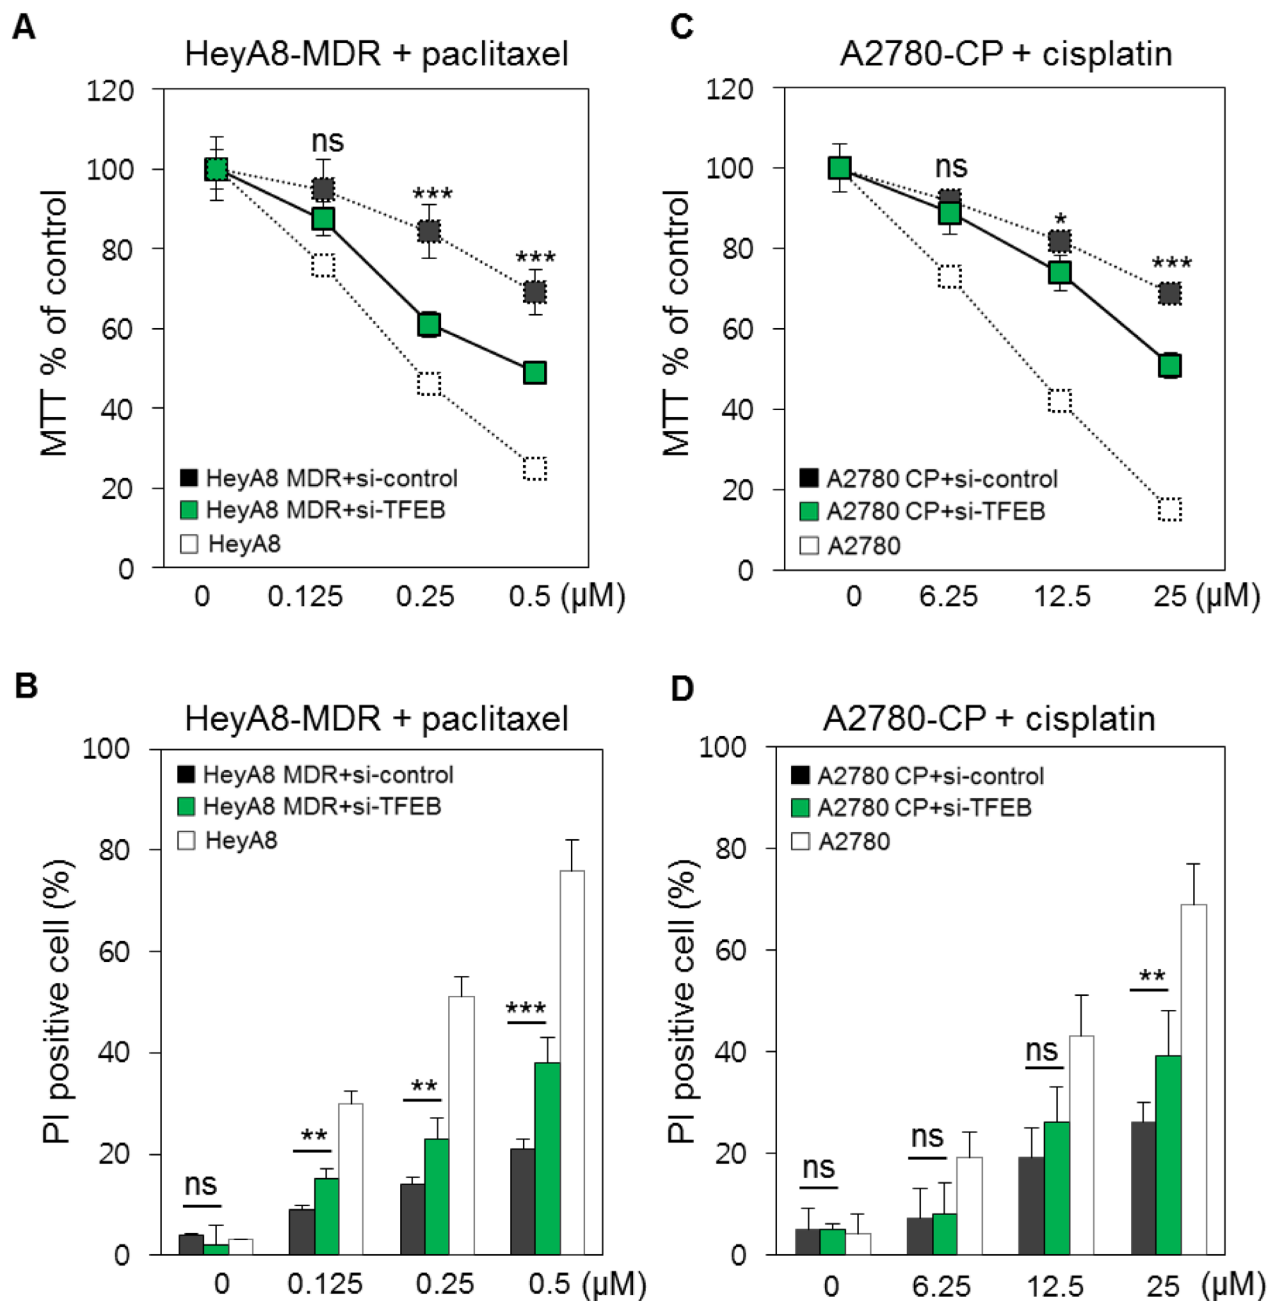 A
HeyA8-MDR + paclitaxel
120
100
80
60
40
20
0
MTT % of control
ns
***
***
HeyA8 MDR+si-control
HeyA8 MDR+si-TFEB
HeyA8
0 0.125 0.25 0.5 (µM)
C
A2780-CP + cisplatin
120
100
80
60
40
20
0
MTT % of control
ns
*
***
A2780 CP+si-control
A2780 CP+si-TFEB
A2780
0 6.25 12.5 25 (µM)
B
HeyA8-MDR + paclitaxel
100
80
60
40
20
0
PI positive cell (%)
HeyA8 MDR+si-control
HeyA8 MDR+si-TFEB
HeyA8
ns
**
**
***
0 0.125 0.25 0.5 (µM)
D
A2780-CP + cisplatin
100
80
60
40
20
0
PI positive cell (%)
A2780 CP+si-control
A2780 CP+si-TFEB
A2780
ns
ns
ns
**
0 6.25 12.5 25 (µM)